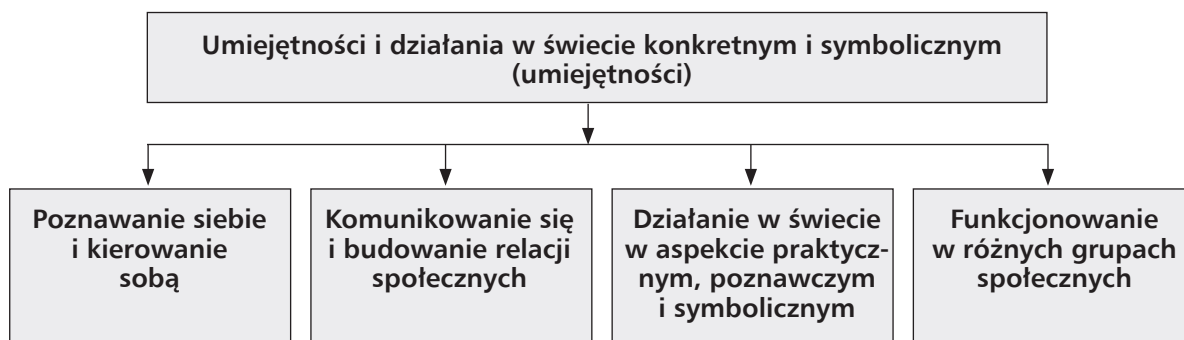 Umiejętności i działania w świecie konkretnym i symbolicznym
(umiejętności)
Poznawanie siebie
i kierowanie
sobą
Komunikowanie się
i budowanie relacji
społecznych
Działanie w świecie
w aspekcie praktycz-
nym, poznawczym
i symbolicznym
Funkcjonowanie
w różnych grupach
społecznych